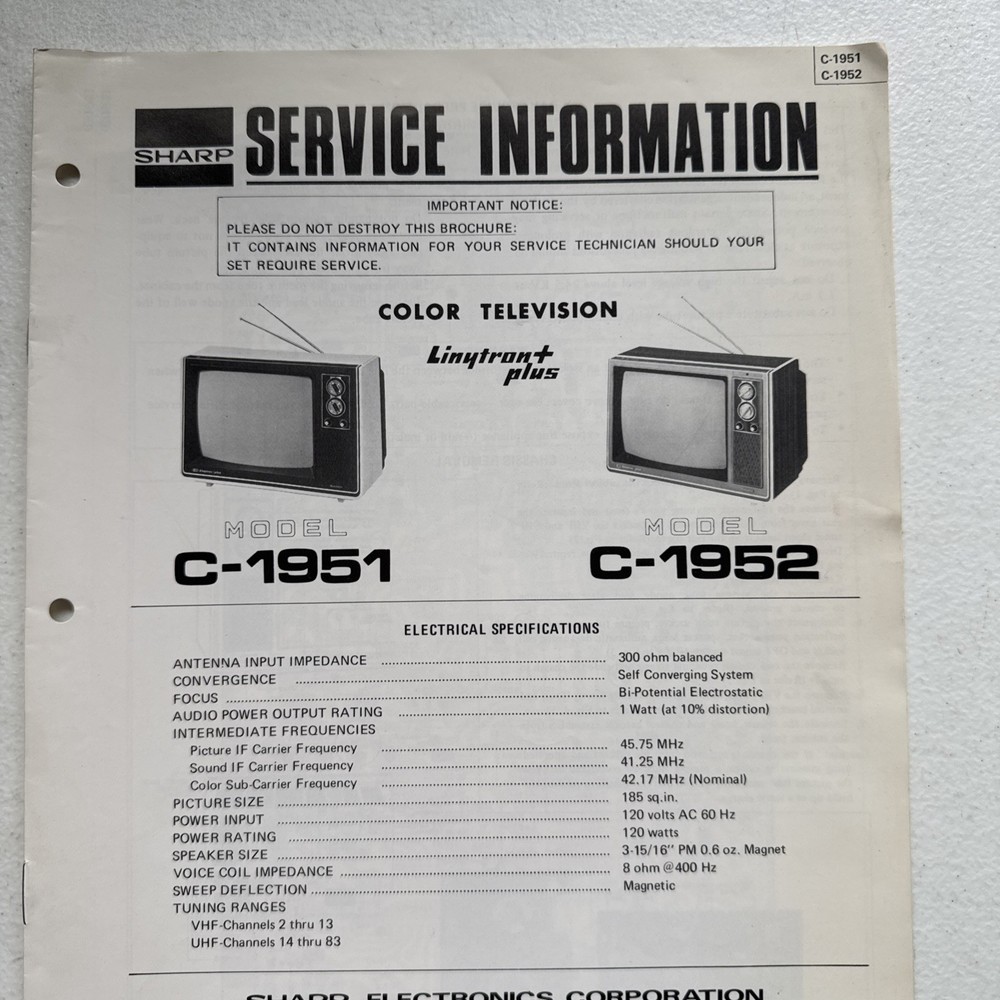 C-1951
C-1952
SHARP SERVICE INFORMATION
IMPORTANT NOTICE:
PLEASE DO NOT DESTROY THIS BROCHURE:
IT CONTAINS INFORMATION FOR YOUR SERVICE TECHNICIAN SHOULD YOUR
SET REQUIRE SERVICE.
COLOR TELEVISION
Linytron+
plus
MODEL
C-1951
MODEL
C-1952
ELECTRICAL SPECIFICATIONS
ANTENNA INPUT IMPEDANCE ........ 300 ohm balanced
CONVERGENCE ........ Self Converging System
FOCUS ........ Bi-Potential Electrostatic
AUDIO POWER OUTPUT RATING ........ 1 Watt (at 10% distortion)
INTERMEDIATE FREQUENCIES
Picture IF Carrier Frequency ........ 45.75 MHz
Sound IF Carrier Frequency ........ 41.25 MHz
Color Sub-Carrier Frequency ........ 42.17 MHz (Nominal)
PICTURE SIZE ........ 185 sq.in.
POWER INPUT ........ 120 volts AC 60 Hz
POWER RATING ........ 120 watts
SPEAKER SIZE ........ 3-15/16" PM 0.6 oz. Magnet
VOICE COIL IMPEDANCE ........ 8 ohm @400 Hz
SWEEP DEFLECTION ........ Magnetic
TUNING RANGES
VHF-Channels 2 thru 13
UHF-Channels 14 thru 83
SHARP ELECTRONICS CORPORATION